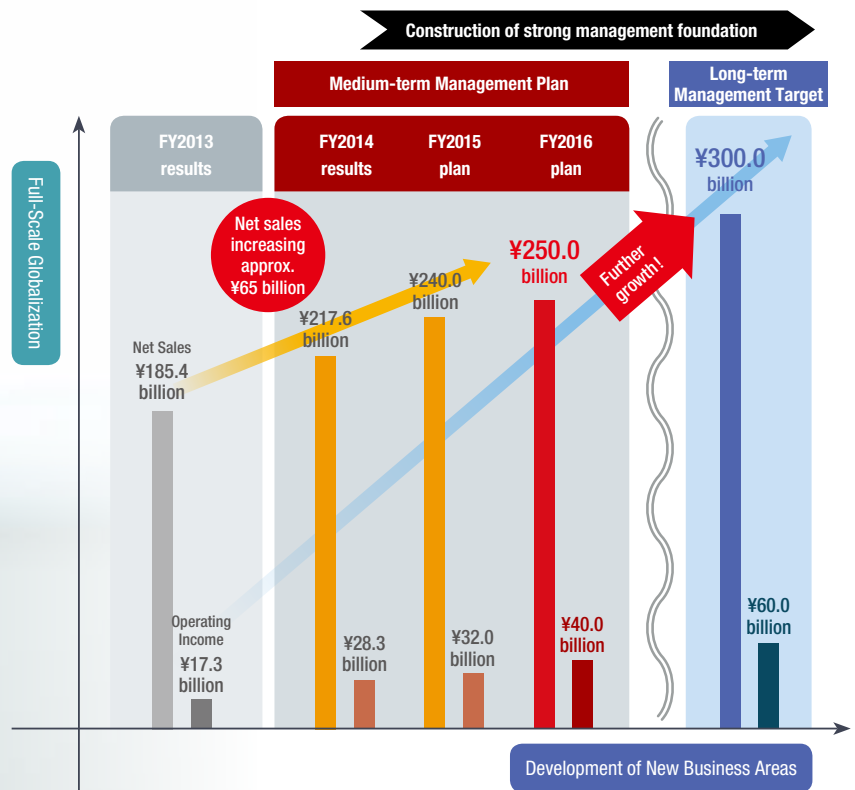 Construction of strong management foundation
Medium-term Management Plan
Long-term
Management Target
Full-Scale Globalization
FY2013
results
FY2014
results
FY2015
plan
FY2016
plan
¥300.0
billion
Net sales
increasing
approx.
¥65 billion
Further
growth!
¥250.0
billion
¥240.0
billion
¥217.6
billion
Net Sales
¥185.4
billion
Operating
Income
¥17.3
billion
¥28.3
billion
¥32.0
billion
¥40.0
billion
¥60.0
billion
Development of New Business Areas